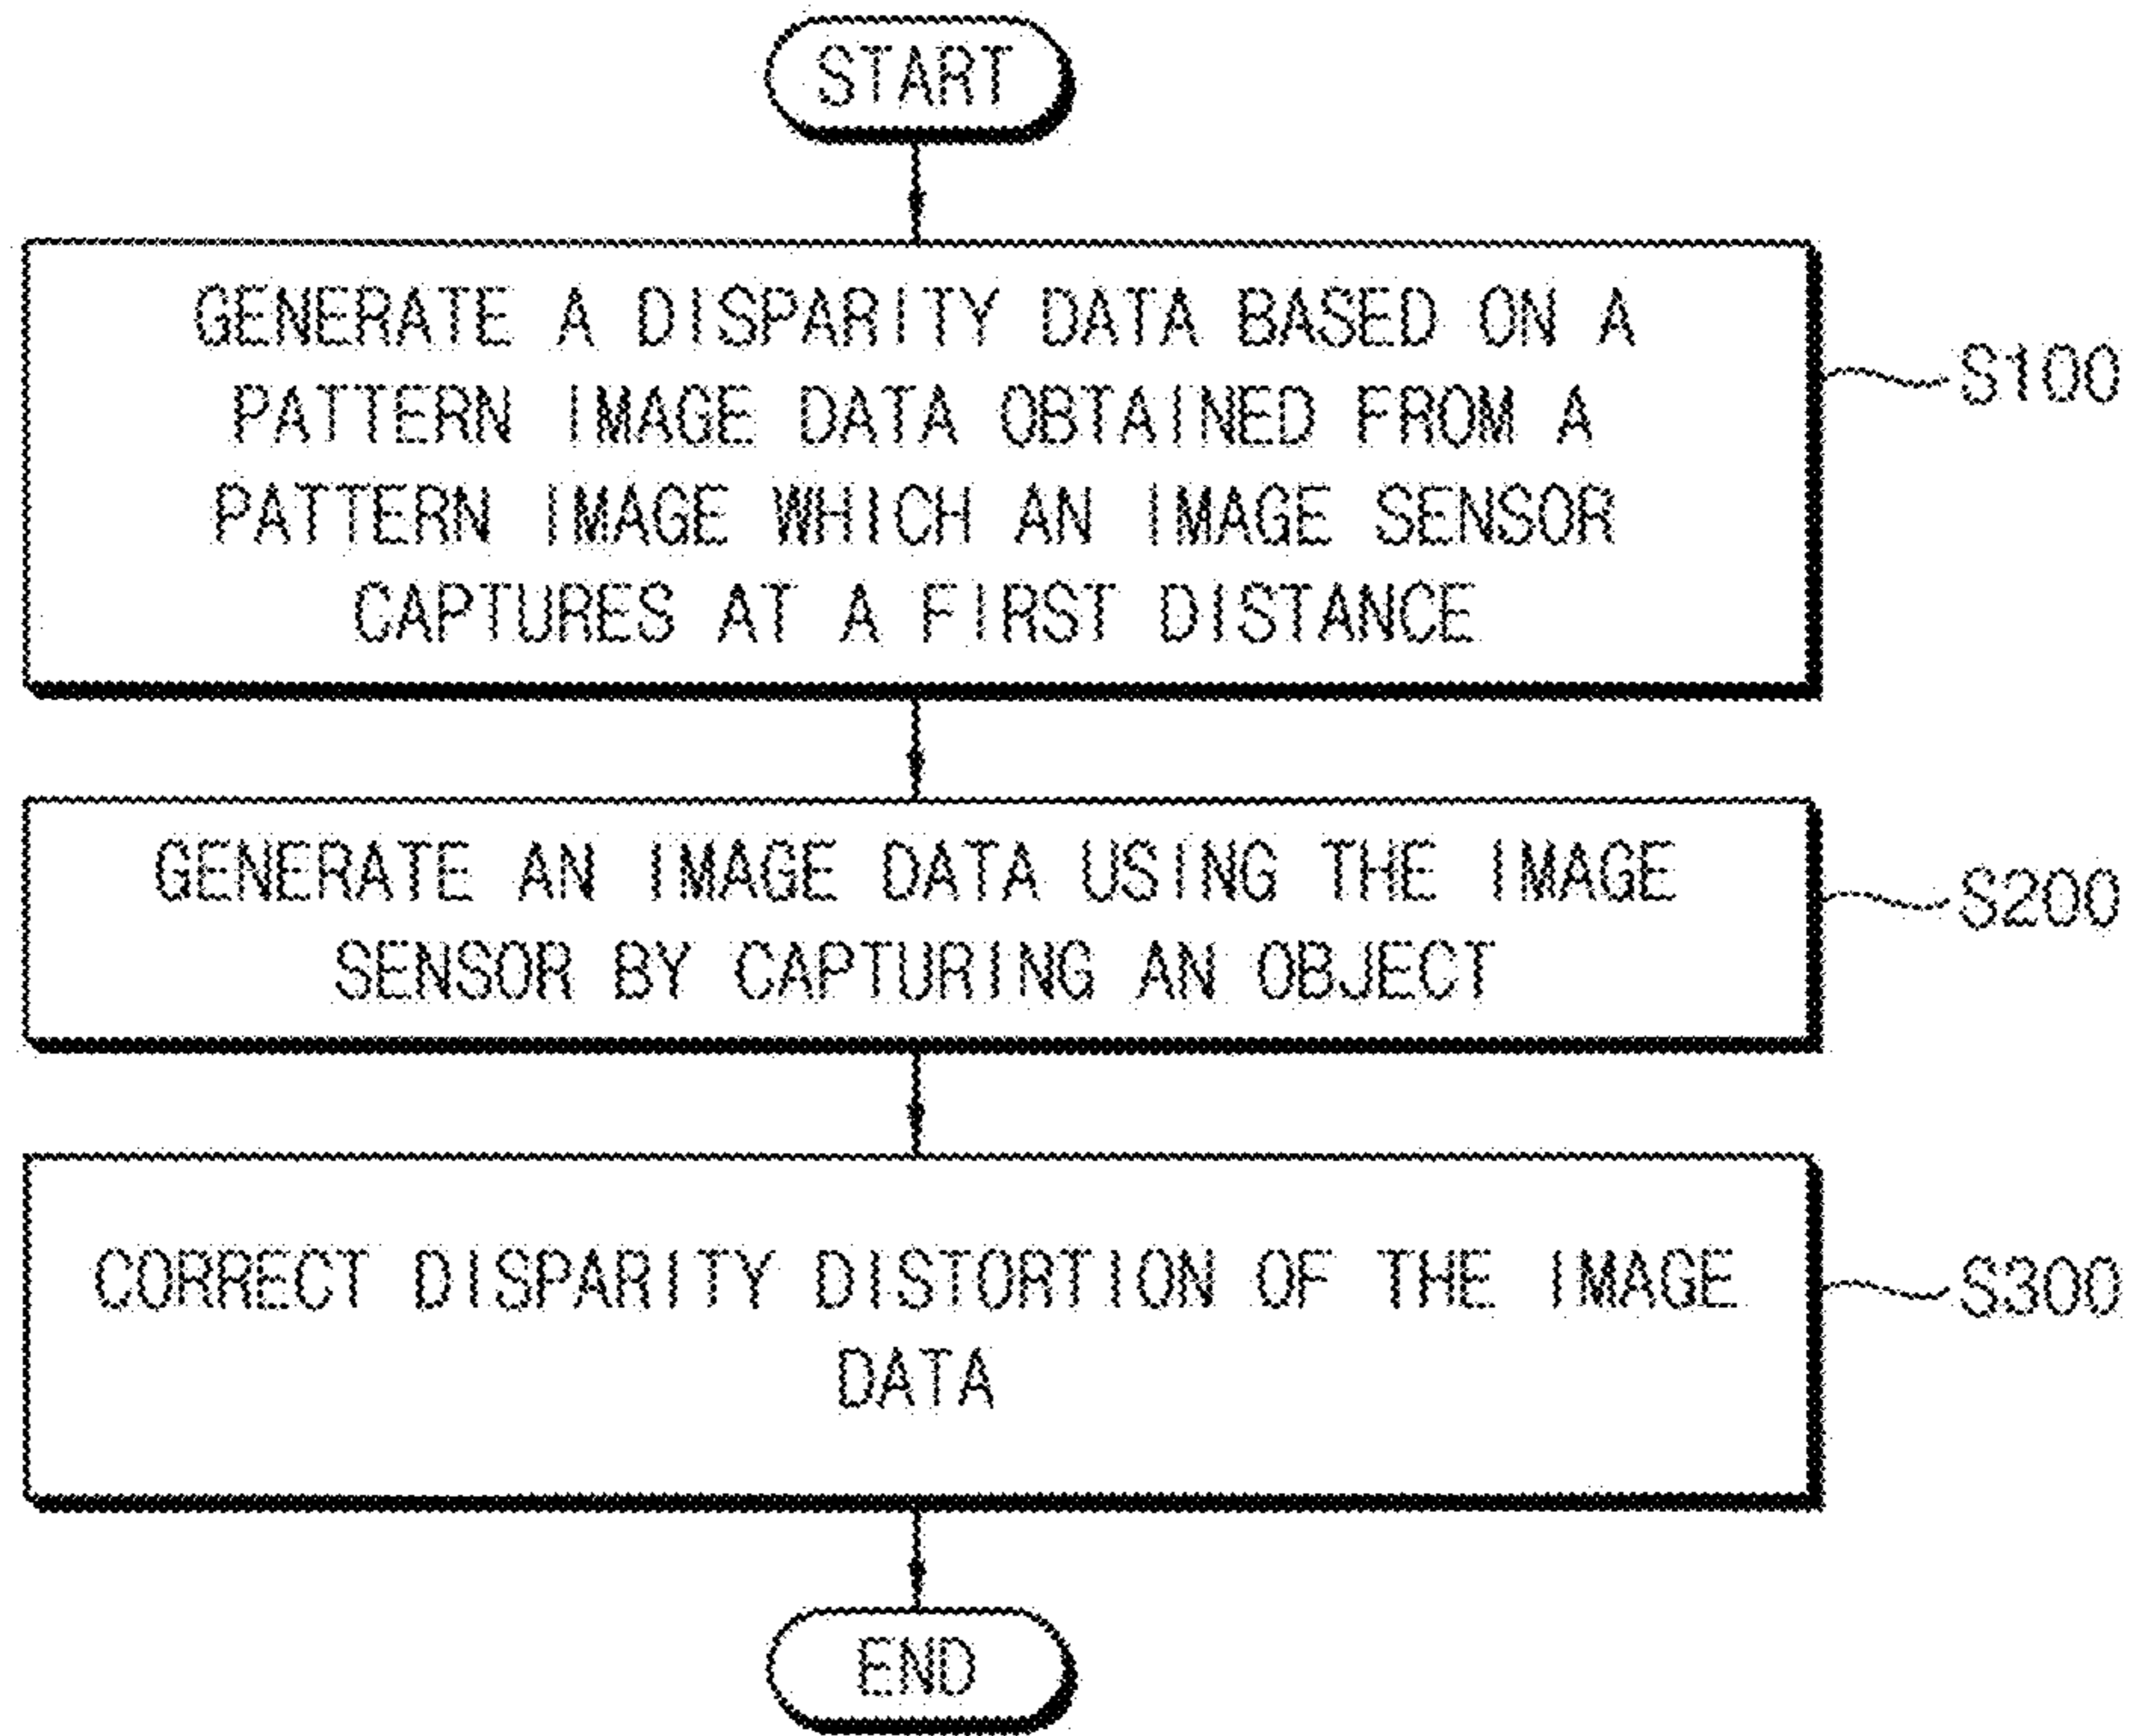 START
GENERATE A DISPARITY DATA BASED ON A
PATTERN IMAGE DATA OBTAINED FROM A
PATTERN IMAGE WHICH AN IMAGE SENSOR
CAPTURES AT A FIRST DISTANCE
S100
GENERATE AN IMAGE DATA USING THE IMAGE
SENSOR BY CAPTURING AN OBJECT
S200
CORRECT DISPARITY DISTORTION OF THE IMAGE
DATA
S300
END